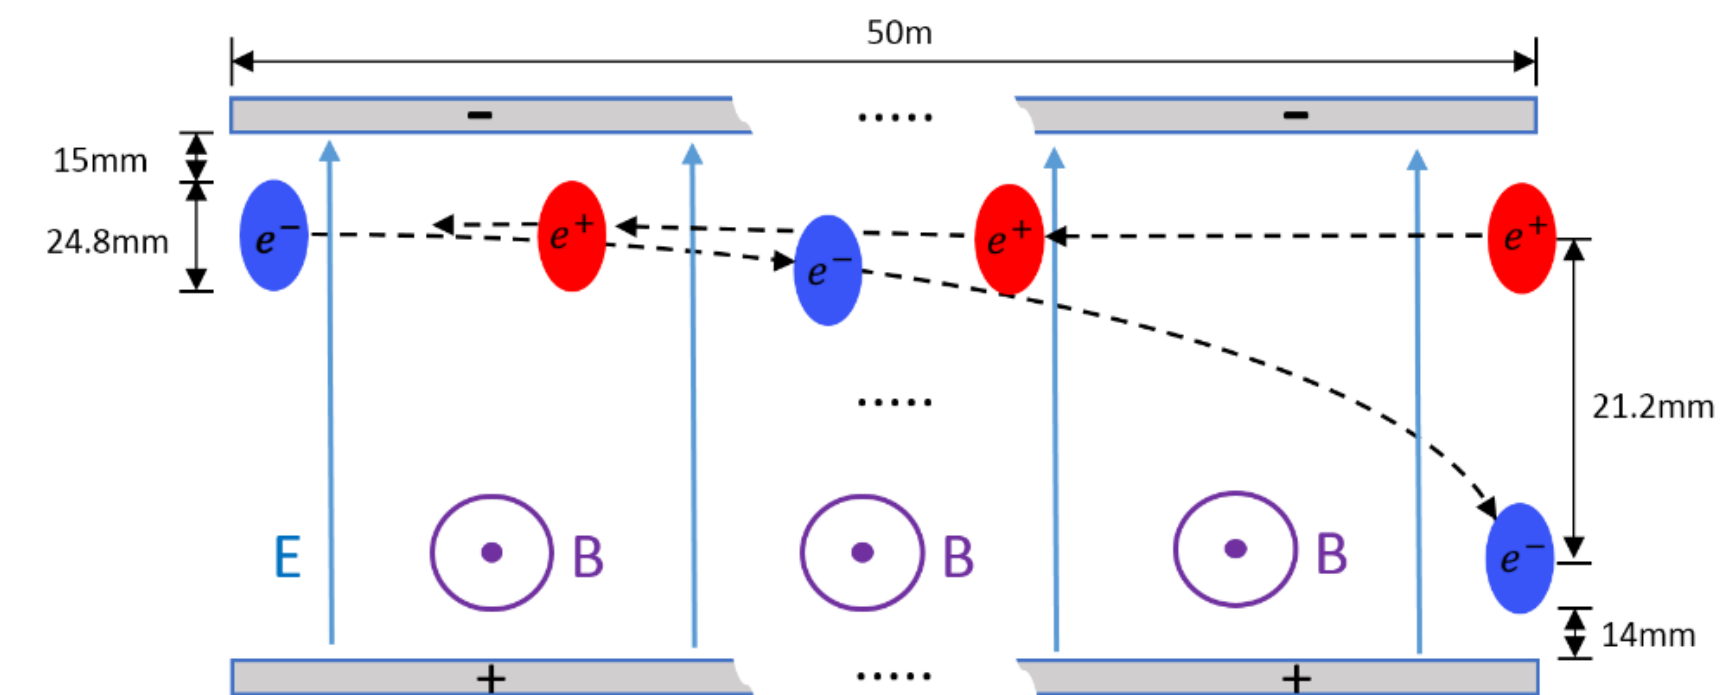 50m
-
.....
-
15mm
24.8mm
e⁻
e⁺
e⁻
e⁺
e⁺
21.2mm
.....
E
B
B
B
e⁻
14mm
+
.....
+